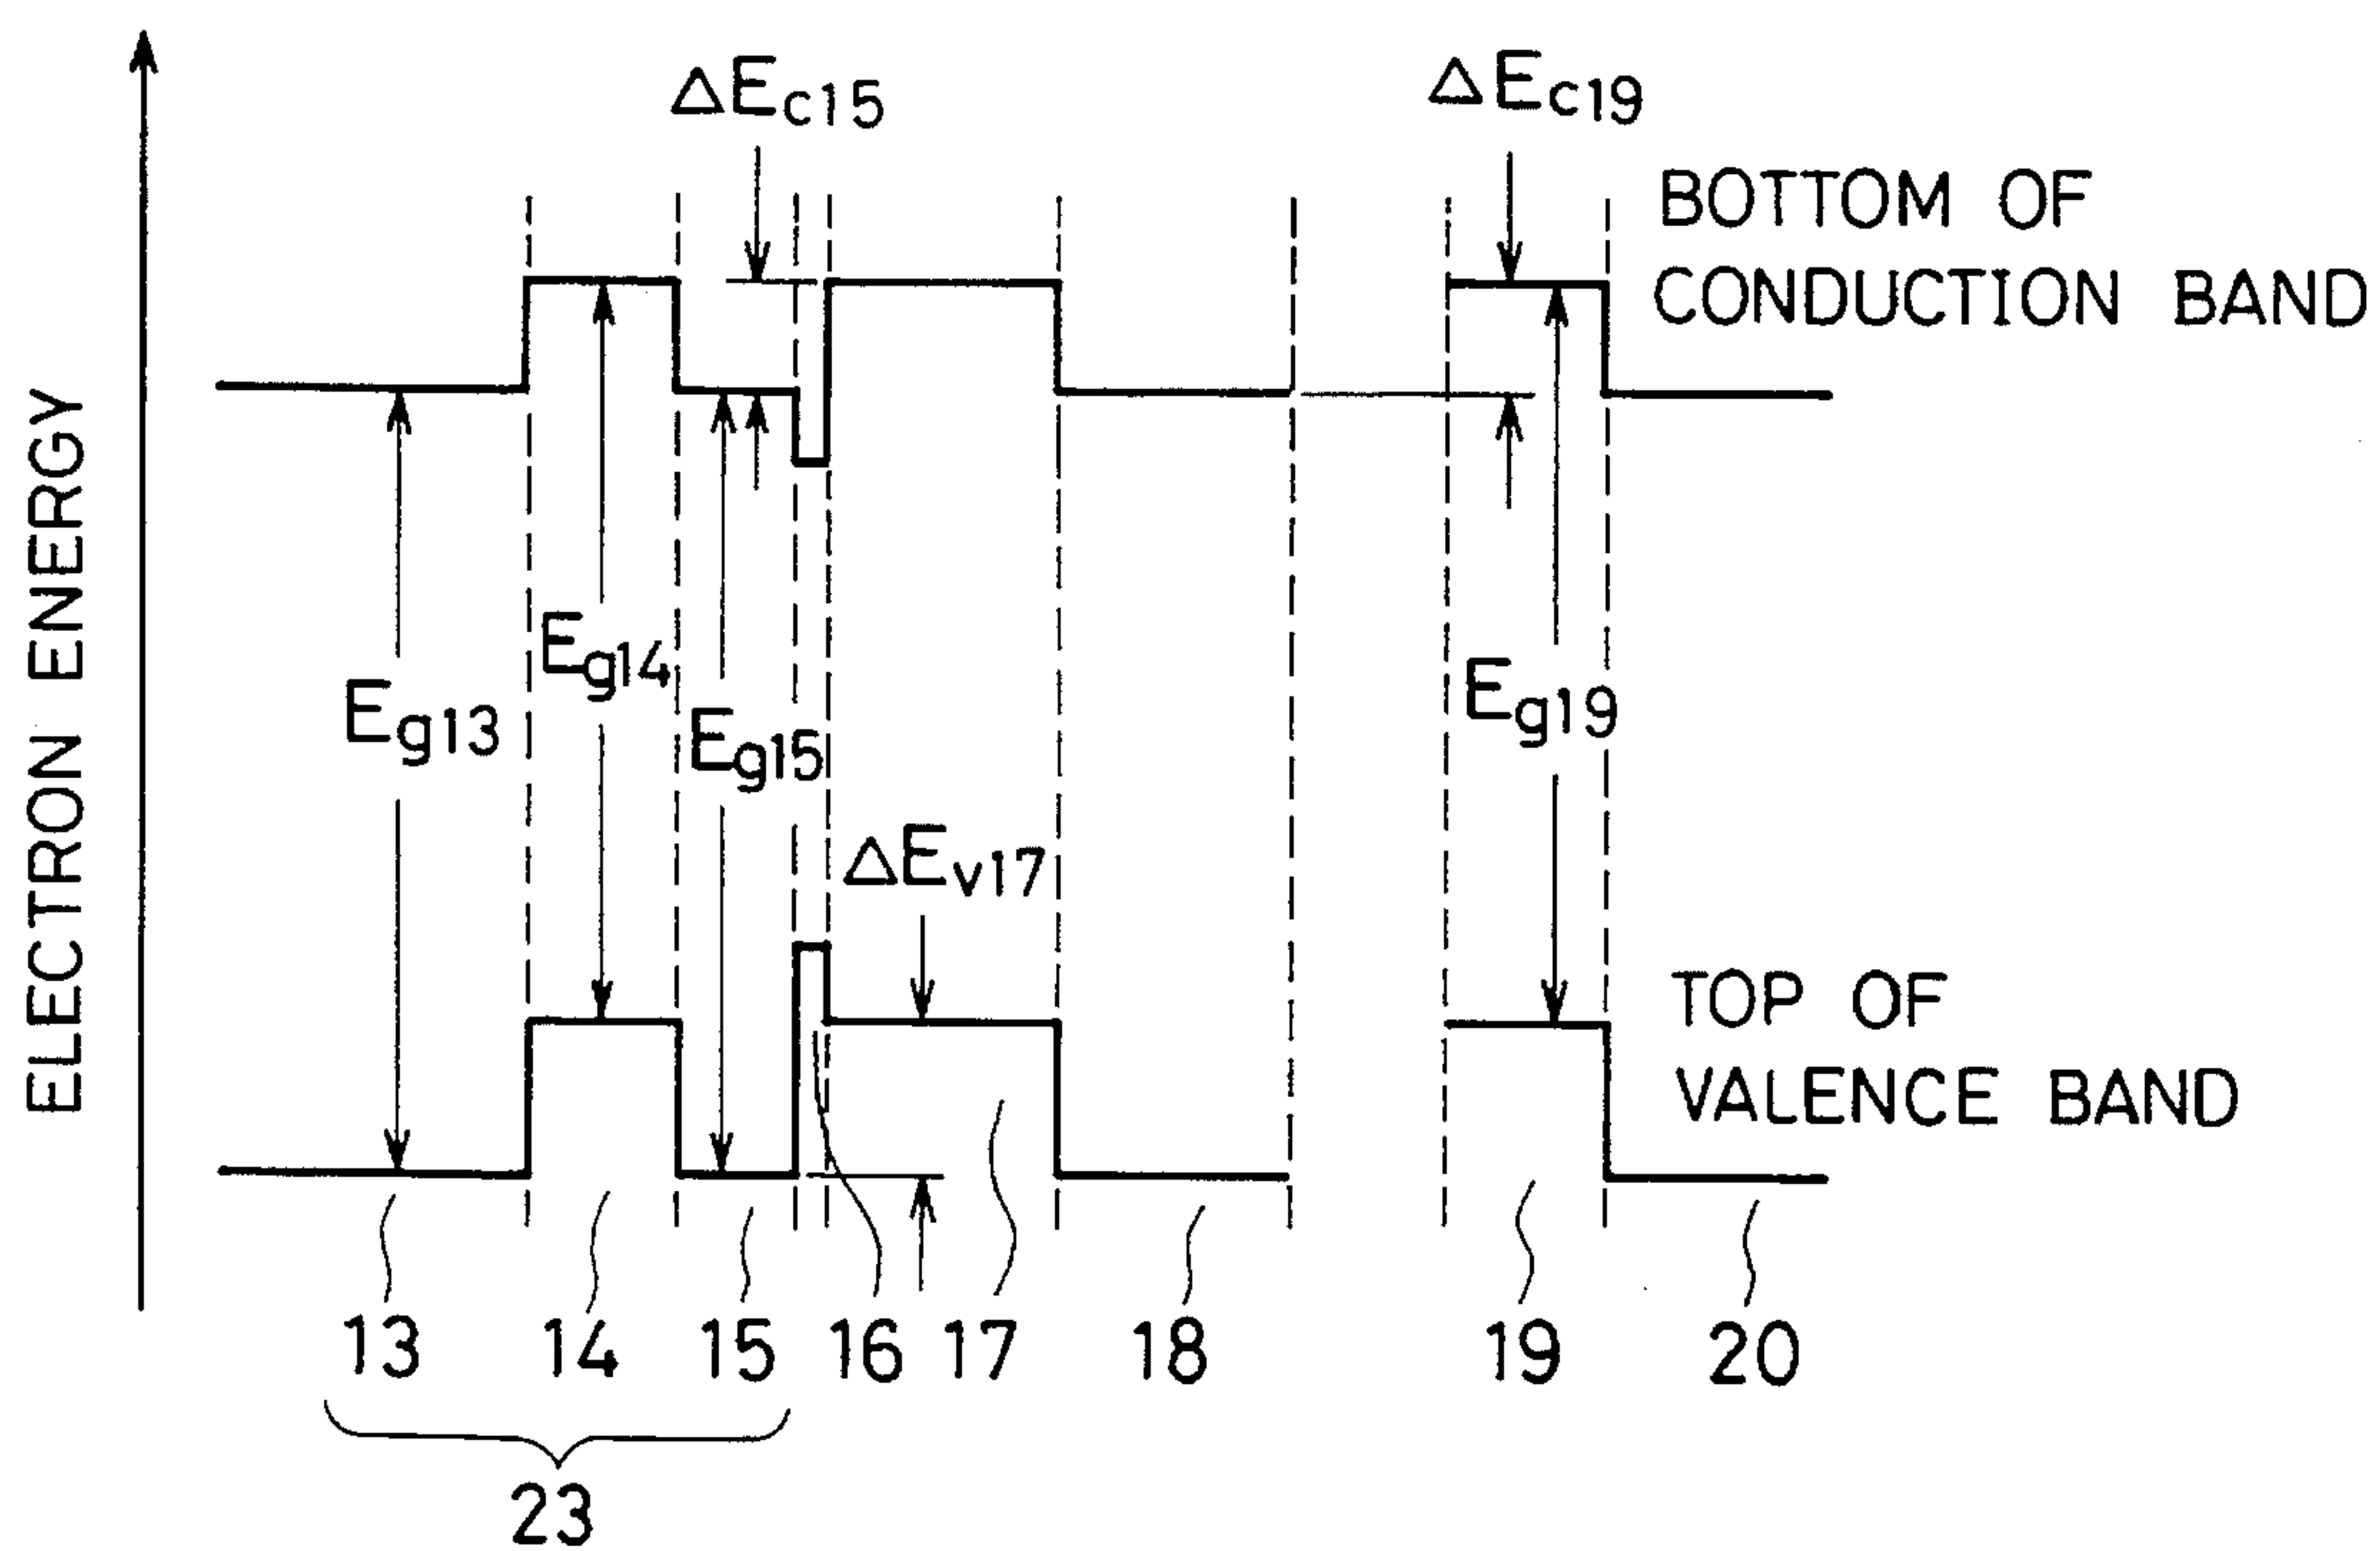 ΔEc15
ΔEc19
BOTTOM OF
CONDUCTION BAND
ELECTRON ENERGY
Eg14
Eg13
Eg15
Eg19
ΔEv17
TOP OF
VALENCE BAND
13 14 15 16 17 18 19 20
23